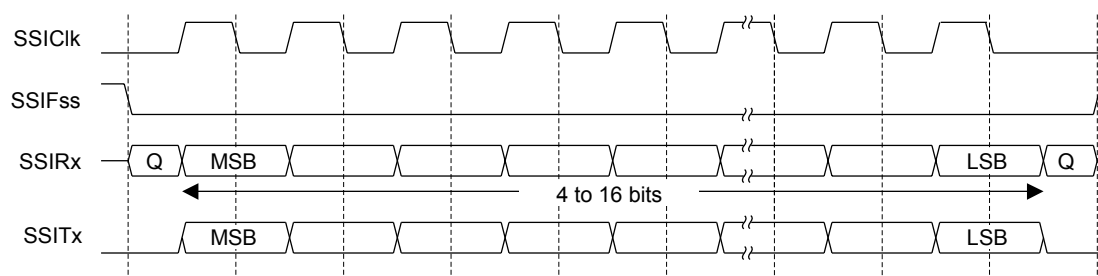 SSIClk
SSIFss
SSIRx Q MSB LSB Q
4 to 16 bits
SSITx MSB LSB